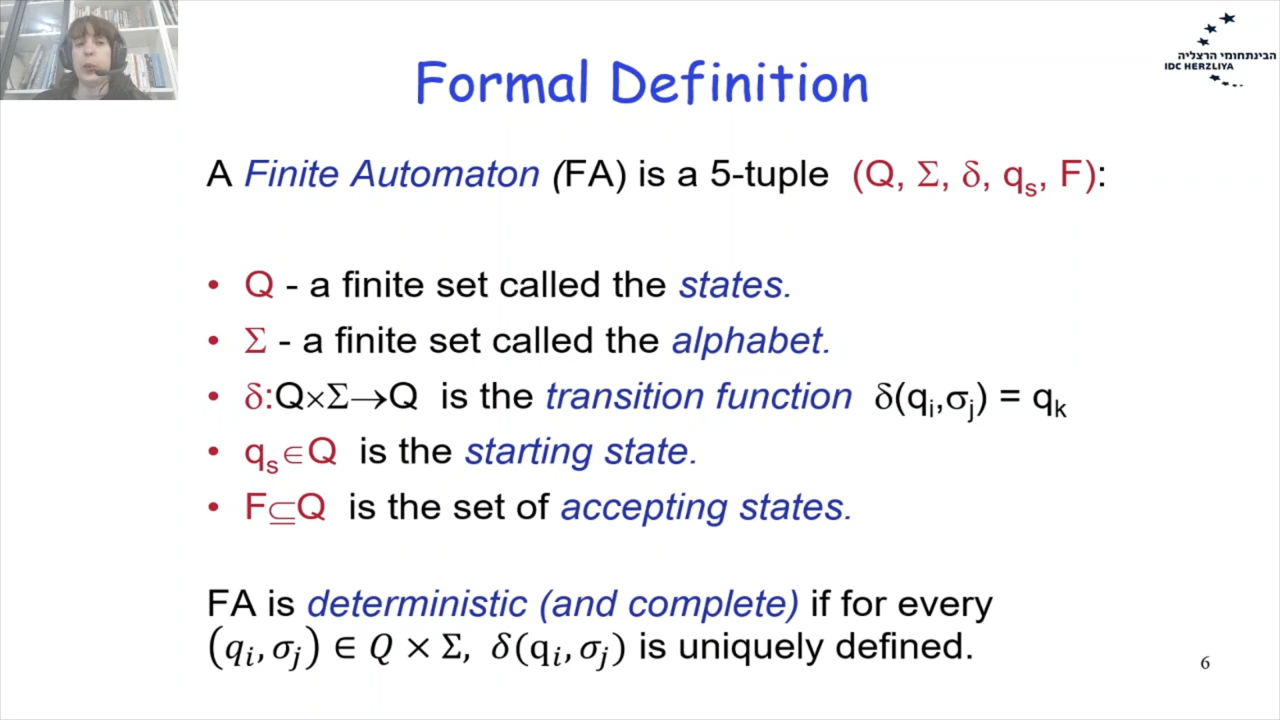 הבינתחומי הרצליה
IDC HERZLIYA
Formal Definition
A Finite Automaton (FA) is a 5-tuple (Q, Σ, δ, qₛ, F):
• Q - a finite set called the states.
• Σ - a finite set called the alphabet.
• δ:Q×Σ→Q is the transition function δ(qᵢ,σⱼ) = qₖ
• qₛ∈Q is the starting state.
• F⊆Q is the set of accepting states.
FA is deterministic (and complete) if for every
(qᵢ, σⱼ) ∈ Q × Σ, δ(qᵢ, σⱼ) is uniquely defined.
6